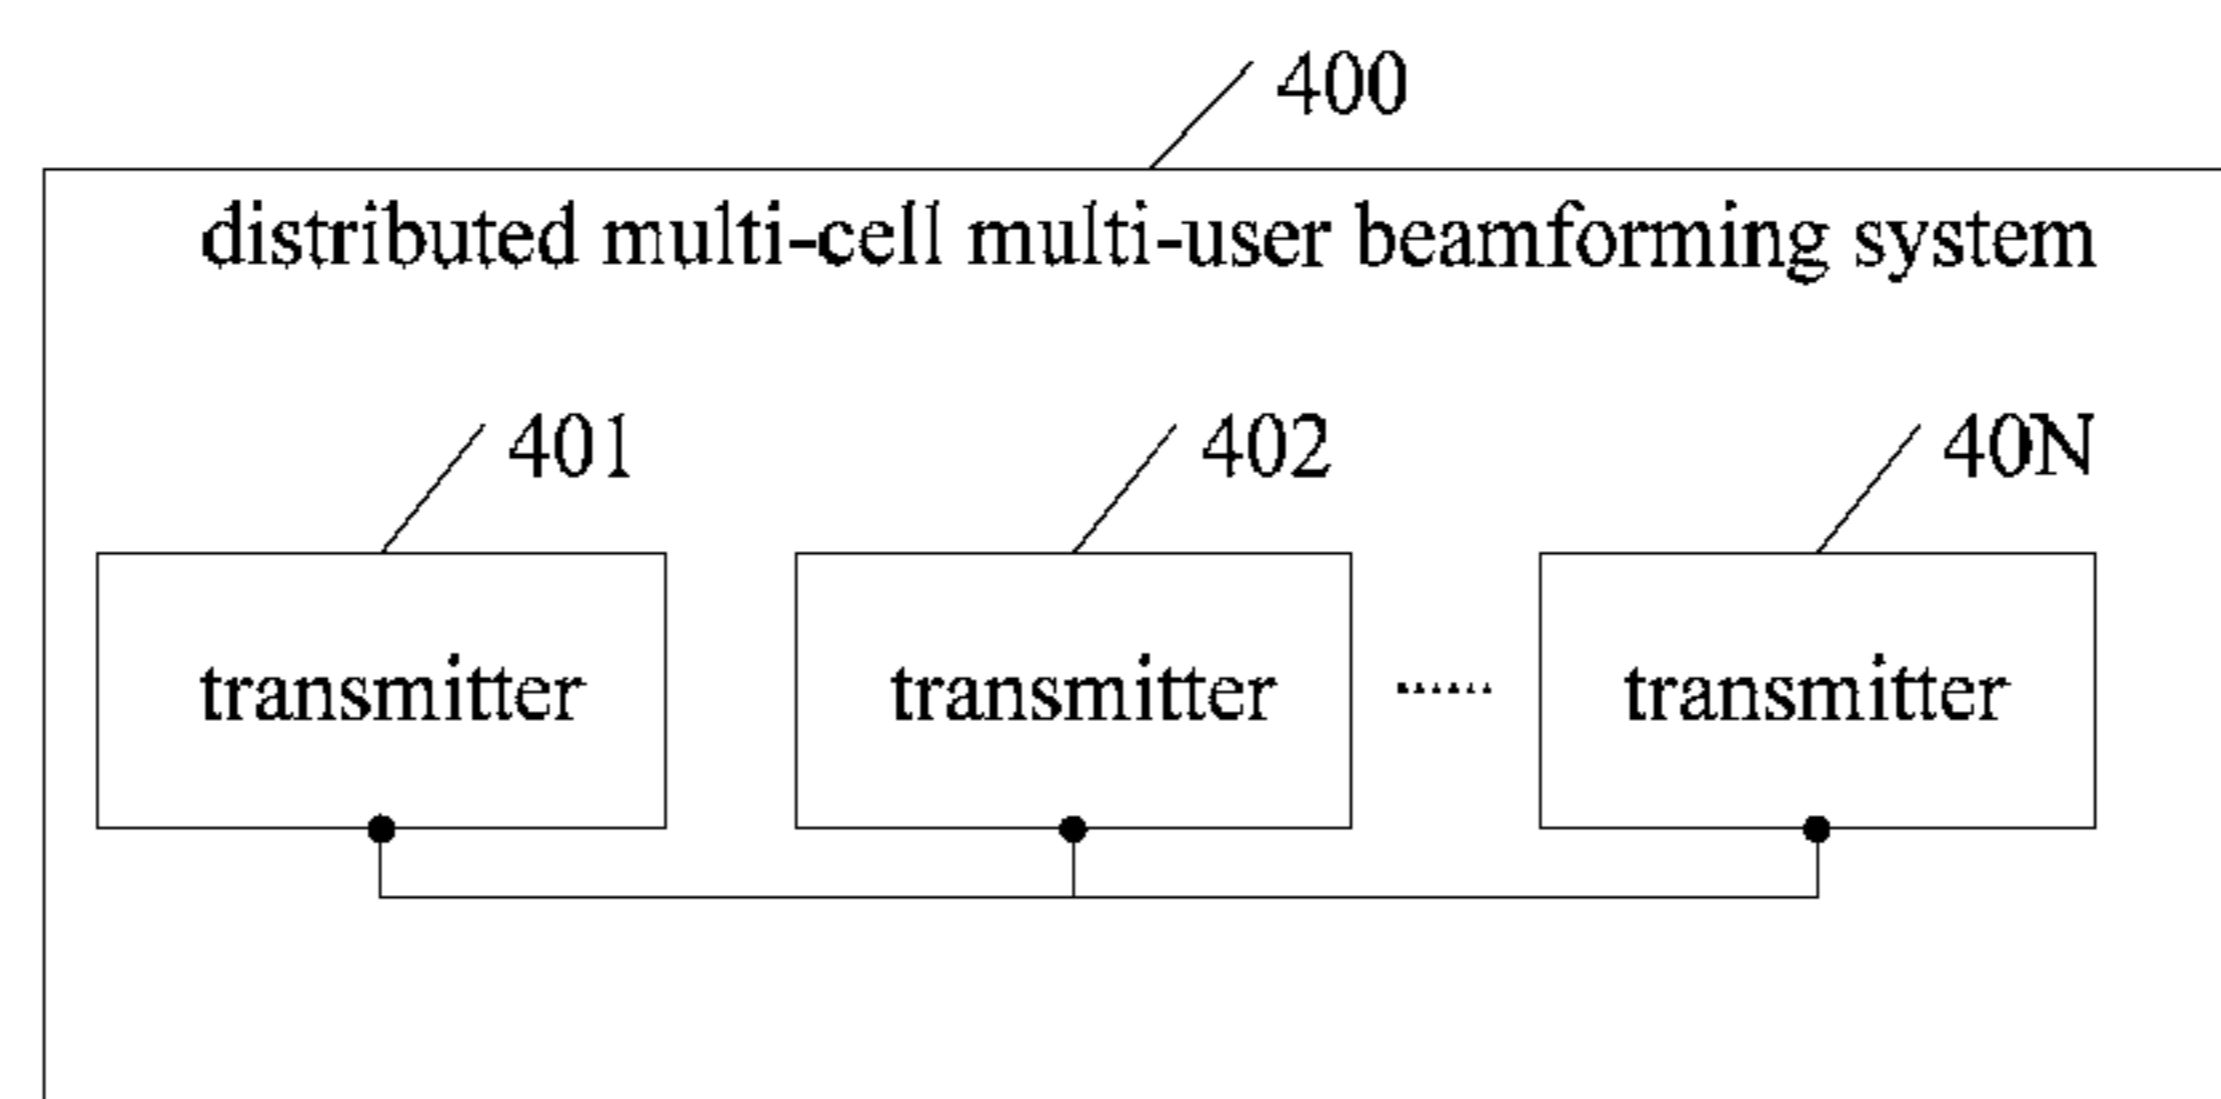 400
distributed multi-cell multi-user beamforming system
401 402 40N
transmitter transmitter ...... transmitter